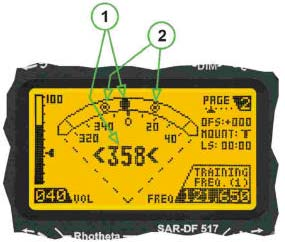 1 2
DIM
100
PAGE 2
340 0 20
320 40
OFS:+000
MOUNT: T
LS: 00:00
<358<
TRAINING
FREQ.(1)
040 VOL FREQ 121.650
Rhotheta SAR-DF 517